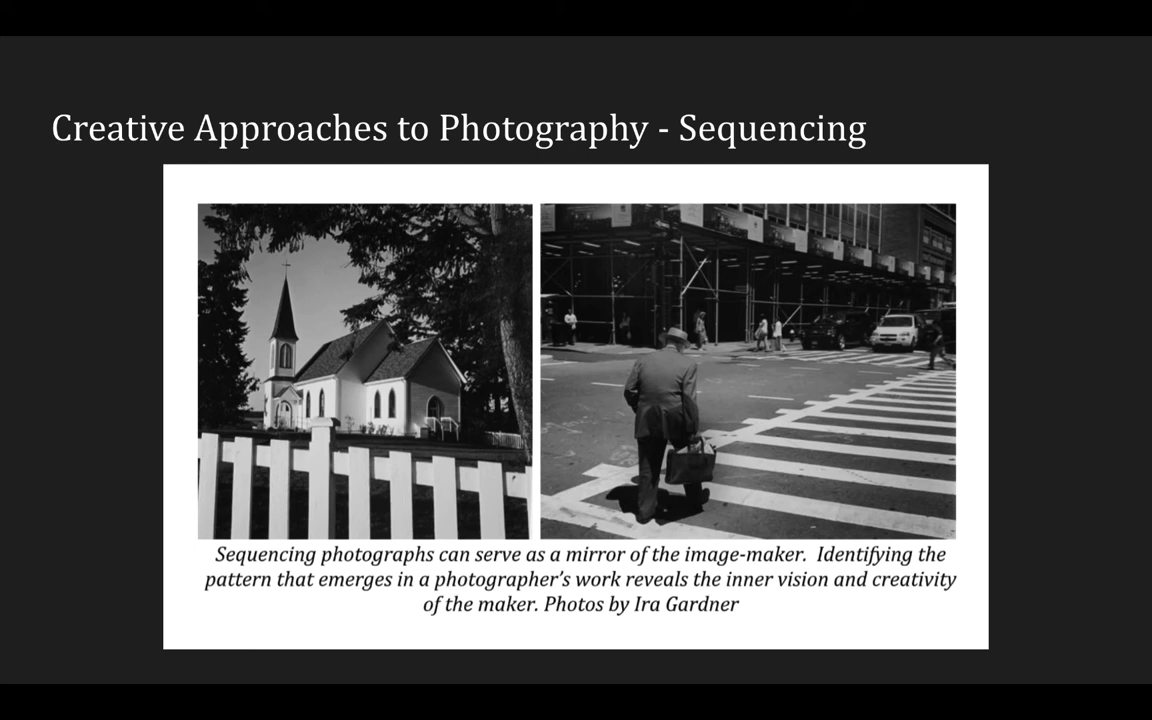 Creative Approaches to Photography - Sequencing
Sequencing photographs can serve as a mirror of the image-maker.  Identifying the
pattern that emerges in a photographer's work reveals the inner vision and creativity
of the maker. Photos by Ira Gardner